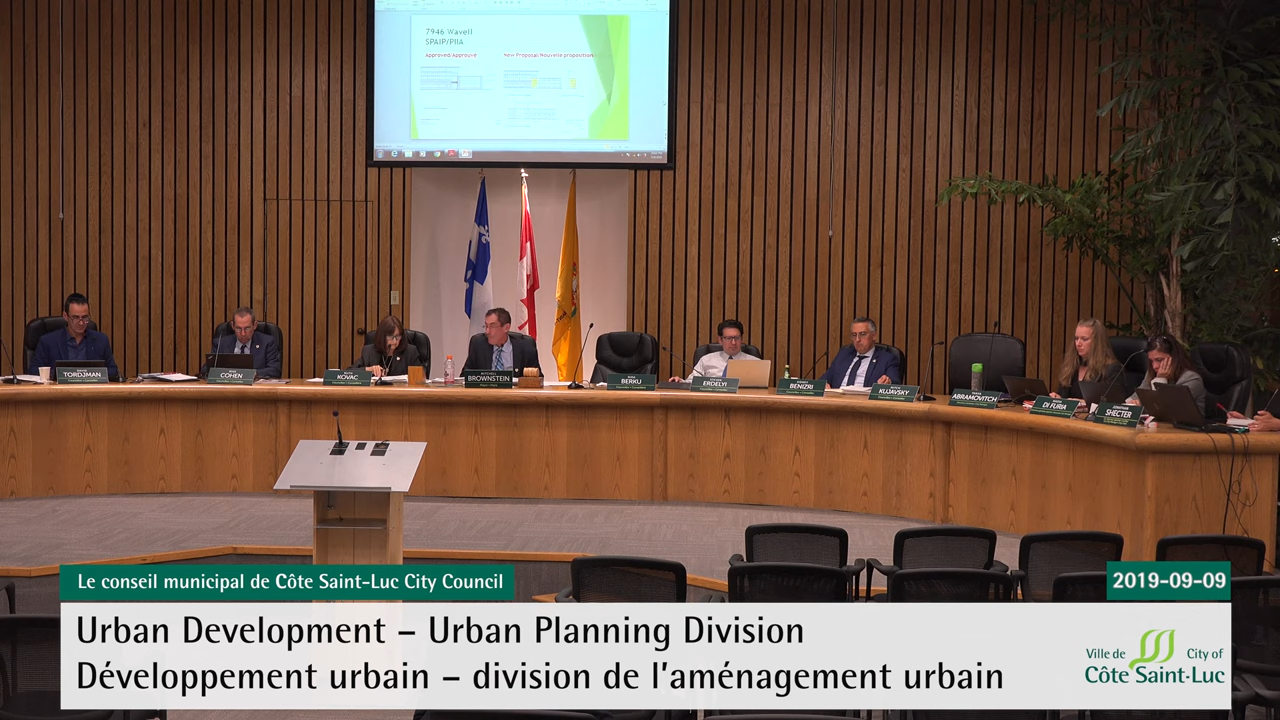 7946 Wavell
SPAIP/PIIA
Approved/Approuvé
New Proposal/Nouvelle proposition
TORDJMAN
COHEN
KOVAC
MITCHELL
BROWNSTEIN
BERKU
ERDELYI
BENIZRI
KUJAVSKY
ABRAMOVITCH
DI FURIA
JONATHAN
SHECTER
Le conseil municipal de Côte Saint-Luc City Council
2019-09-09
Urban Development – Urban Planning Division
Développement urbain – division de l'aménagement urbain
Ville de City of
Côte Saint-Luc